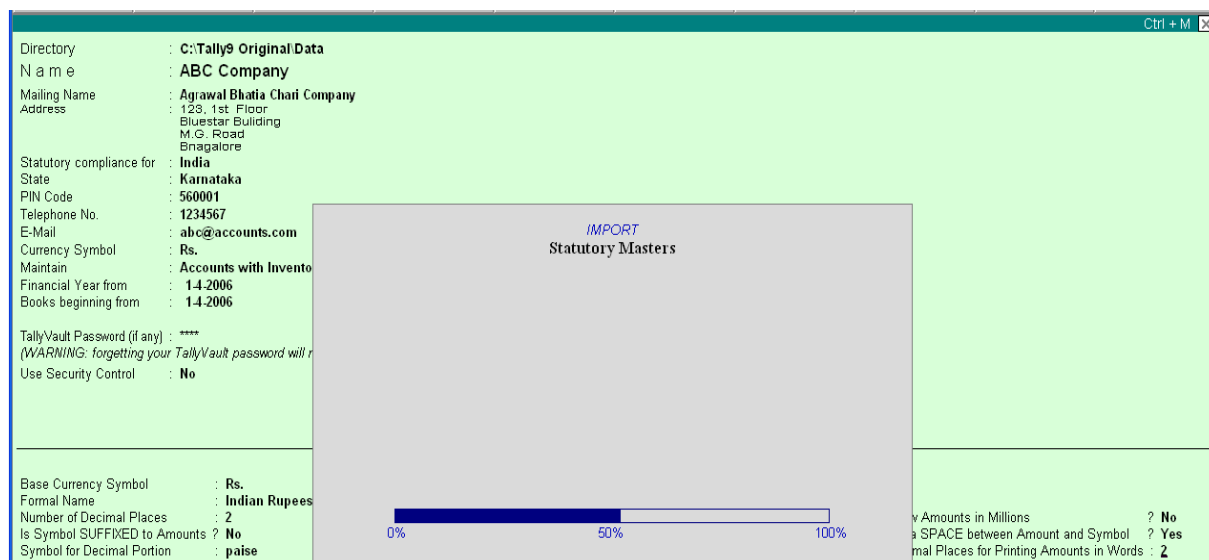 Ctrl + M X
Directory : C:\Tally9 Original\Data
Name : ABC Company
Mailing Name : Agrawal Bhatia Chari Company
Address : 123, 1st Floor
Bluestar Buliding
M.G. Road
Bnagalore
Statutory compliance for : India
State : Karnataka
PIN Code : 560001
Telephone No. : 1234567
E-Mail : abc@accounts.com
Currency Symbol : Rs.
Maintain : Accounts with Invento
Financial Year from : 1-4-2006
Books beginning from : 1-4-2006
TallyVault Password (if any) : ****
(WARNING: forgetting your TallyVault password will r
Use Security Control : No
IMPORT
Statutory Masters
0% 50% 100%
Base Currency Symbol : Rs.
Formal Name : Indian Rupees
Number of Decimal Places : 2
Is Symbol SUFFIXED to Amounts ? No
Symbol for Decimal Portion : paise
w Amounts in Millions ? No
a SPACE between Amount and Symbol ? Yes
mal Places for Printing Amounts in Words : 2